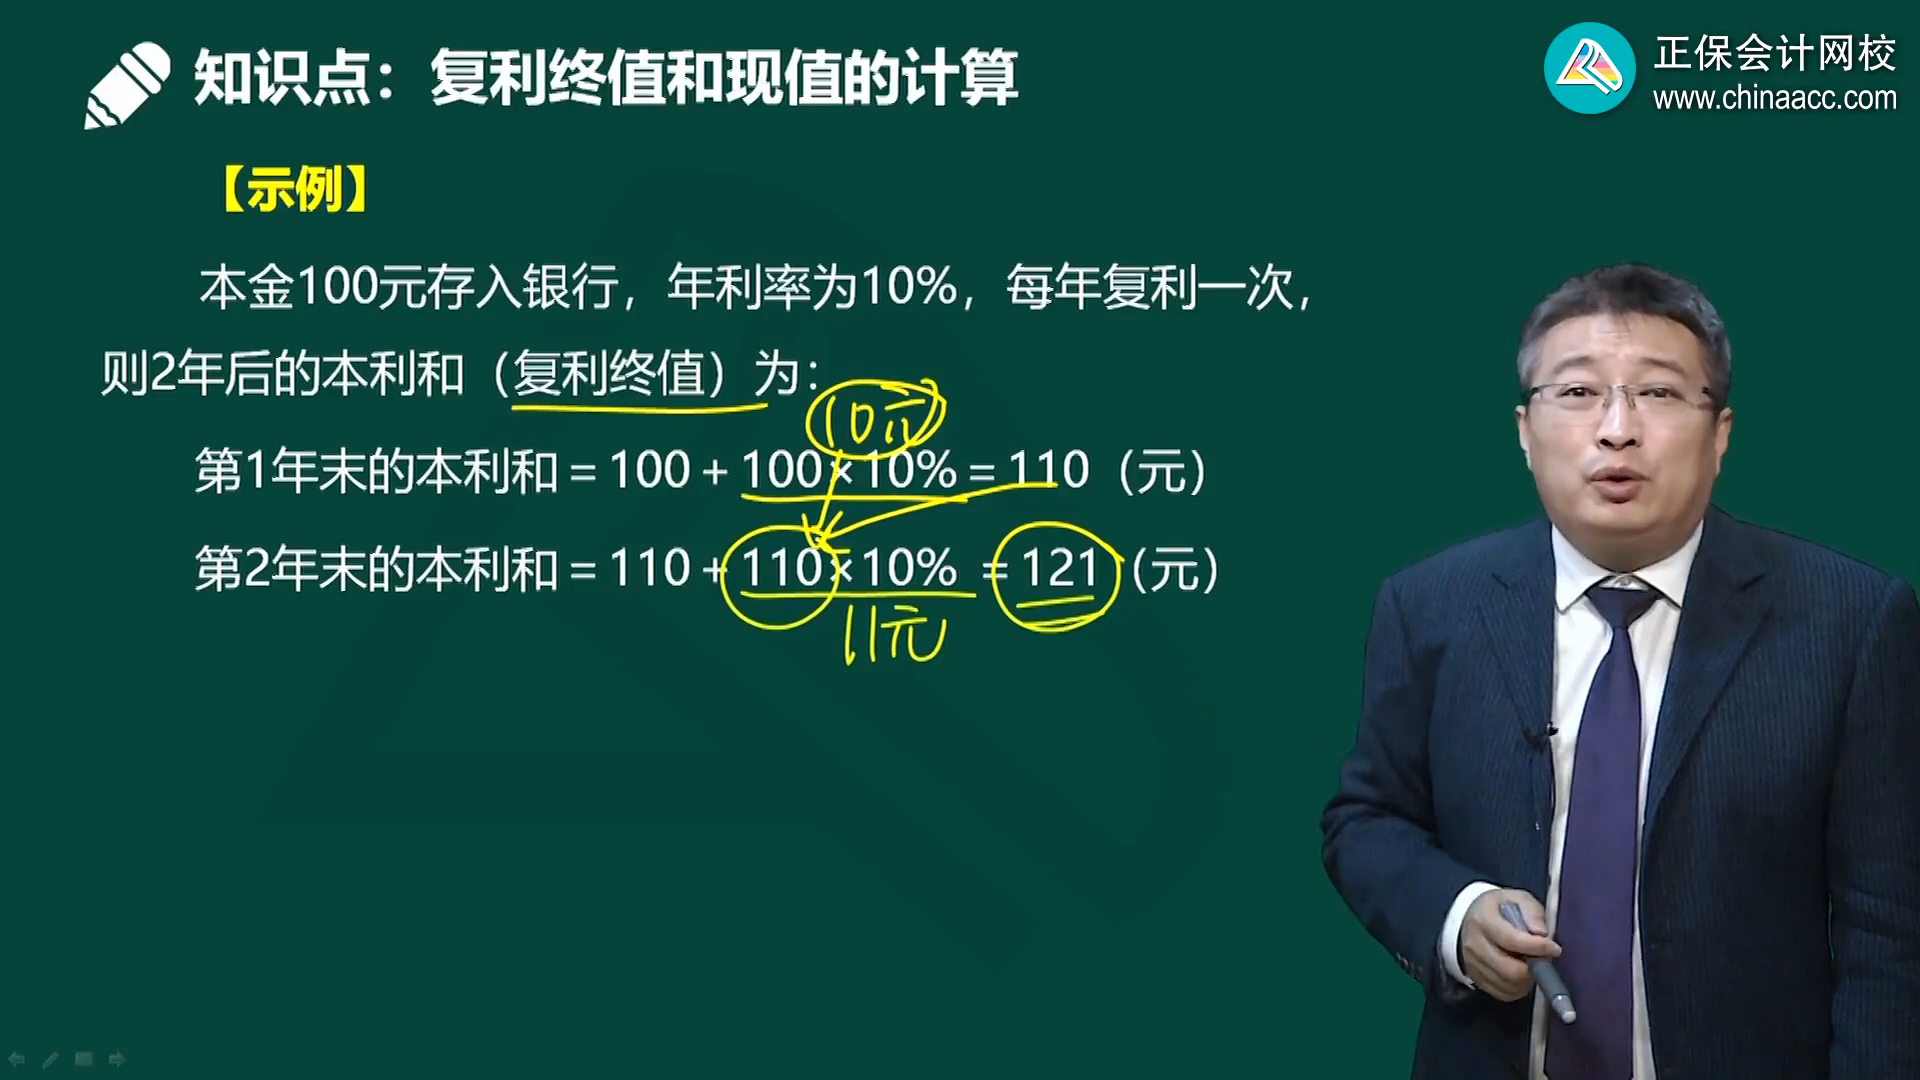 知识点：复利终值和现值的计算
正保会计网校
www.chinaacc.com
【示例】
本金100元存入银行，年利率为10%，每年复利一次，
则2年后的本利和（复利终值）为：
10元
第1年末的本利和＝100＋100×10%＝110（元）
第2年末的本利和＝110＋110×10% ＝121（元）
11元